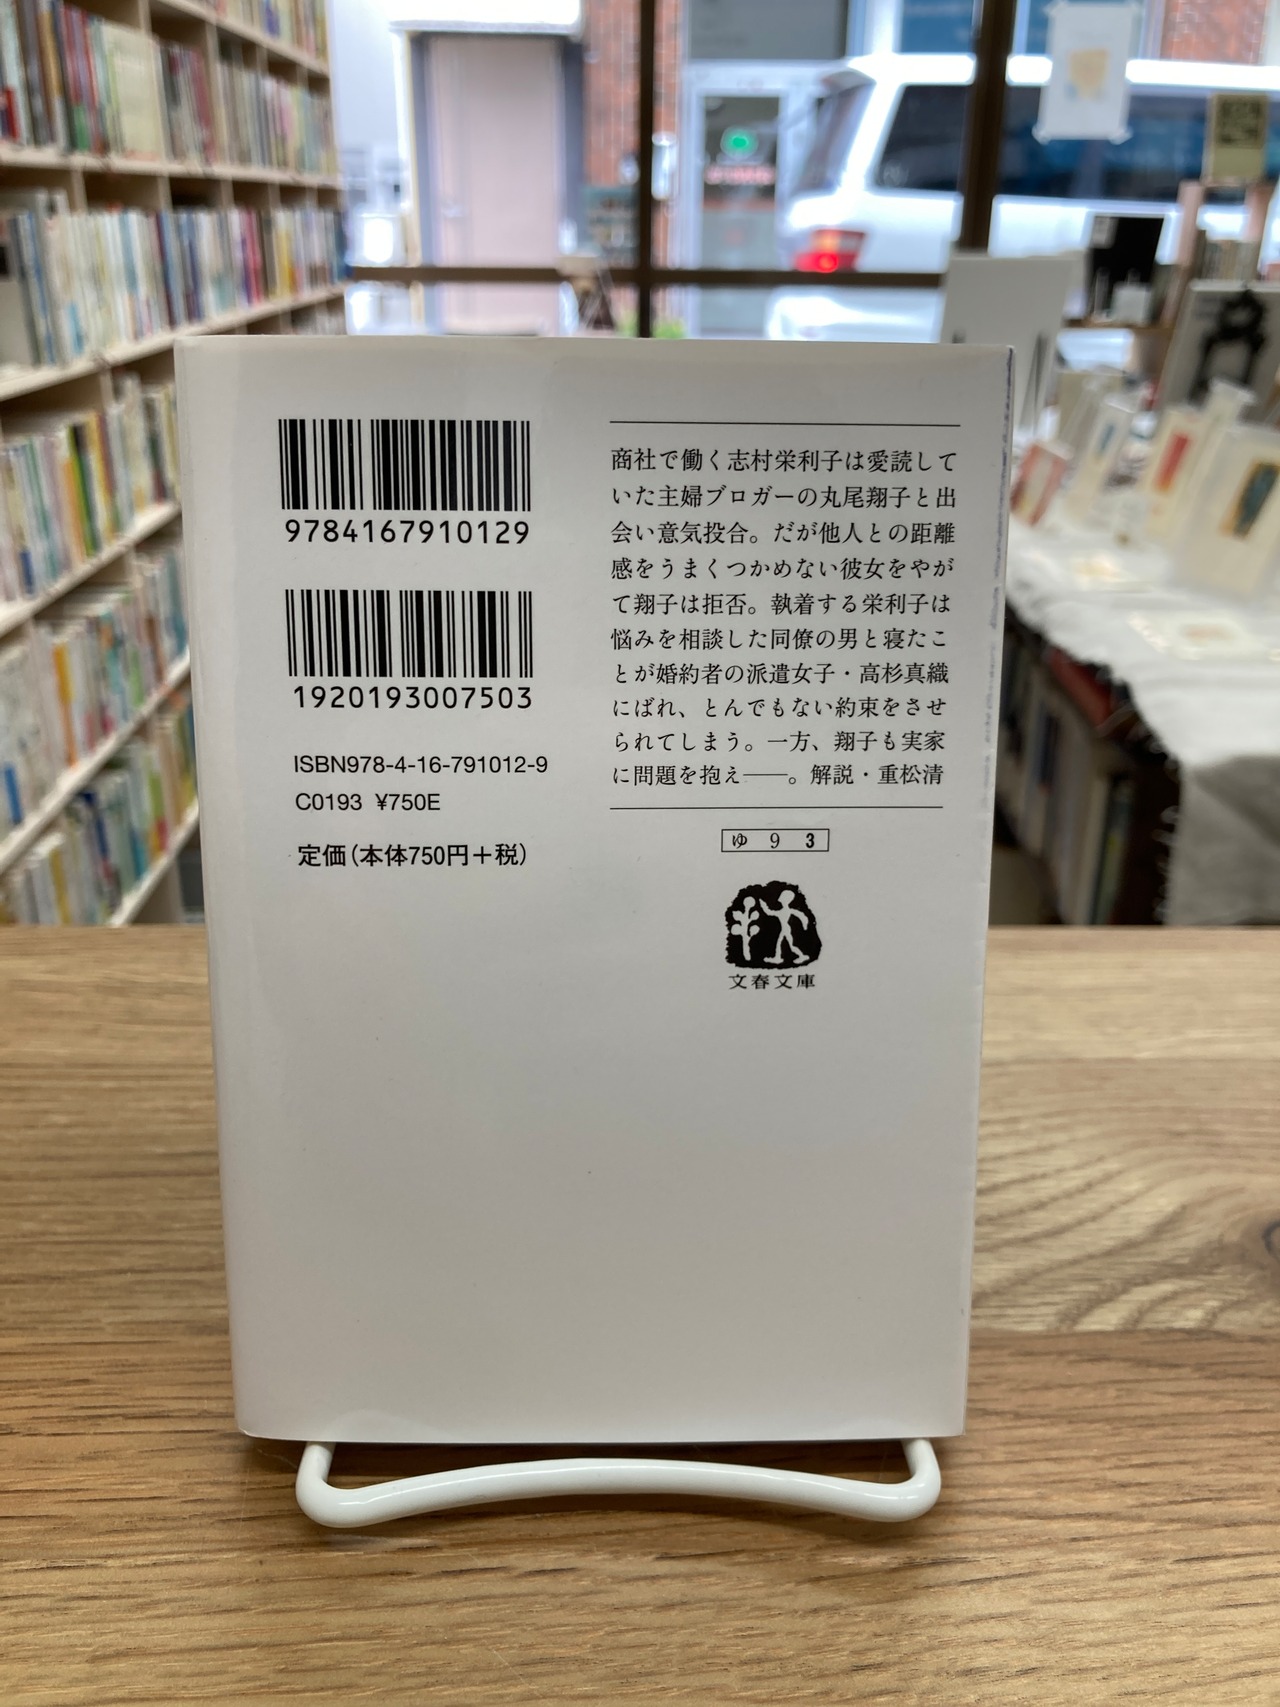 9784167910129
1920193007503
ISBN978-4-16-791012-9
C0193 ¥750E
定価(本体750円+税)
商社で働く志村栄利子は愛読して
いた主婦ブロガーの丸尾翔子と出
会い意気投合。だが他人との距離
感をうまくつかめない彼女をやが
て翔子は拒否。執着する栄利子は
悩みを相談した同僚の男と寝たこ
とが婚約者の派遣女子・高杉真織
にばれ、とんでもない約束をさせ
られてしまう。一方、翔子も実家
に問題を抱え――。解説・重松清
ゆ 9 3
文春文庫